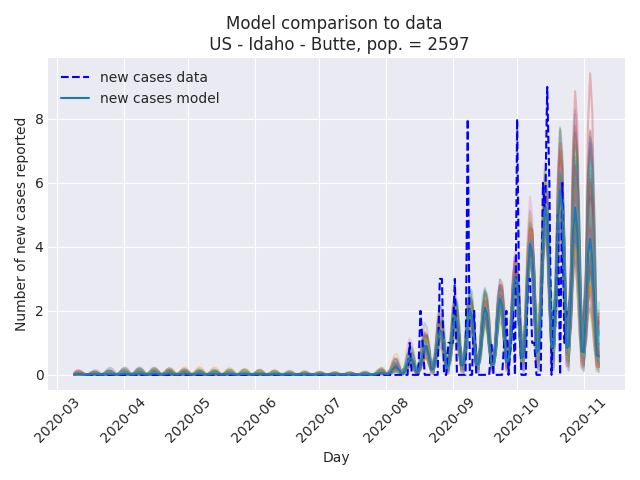 Model comparison to data
US - Idaho - Butte, pop. = 2597
new cases data
new cases model
Number of new cases reported
8
6
4
2
0
2020-03
2020-04
2020-05
2020-06
2020-07
2020-08
2020-09
2020-10
2020-11
Day